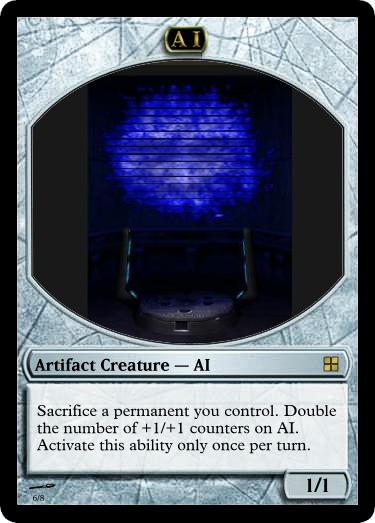 AI
Artifact Creature — AI
Sacrifice a permanent you control. Double
the number of +1/+1 counters on AI.
Activate this ability only once per turn.
1/1
6/8